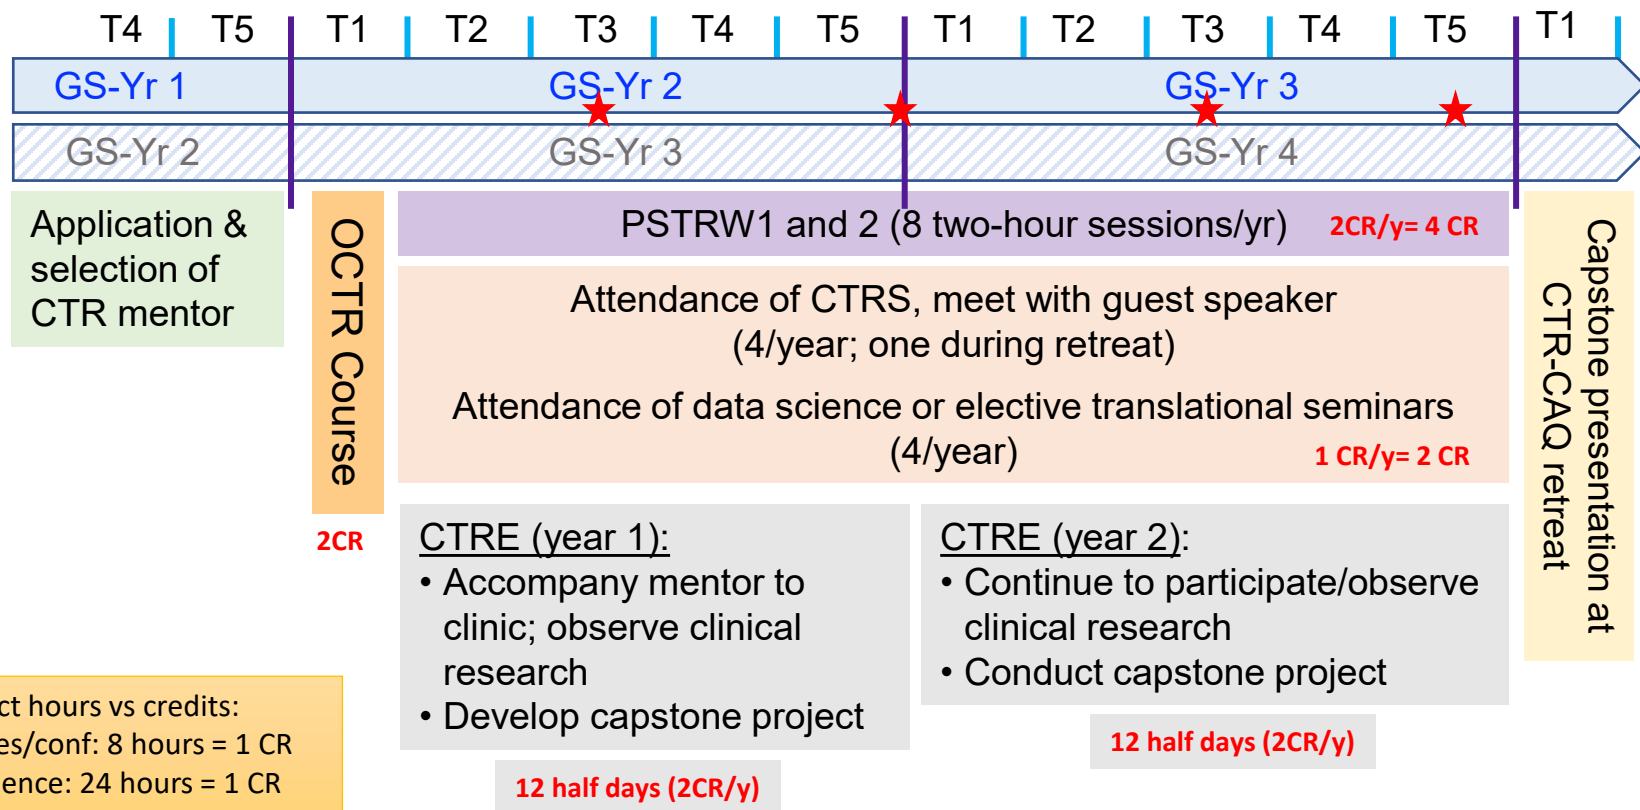 T4 T5 T1 T2 T3 T4 T5 T1 T2 T3 T4 T5 T1
GS-Yr 1 GS-Yr 2 GS-Yr 3
GS-Yr 2 GS-Yr 3 GS-Yr 4
Application &
selection of
CTR mentor
OCTR Course
2CR
PSTRW1 and 2 (8 two-hour sessions/yr) 2CR/y= 4 CR
Attendance of CTRS, meet with guest speaker
(4/year; one during retreat)
Attendance of data science or elective translational seminars
(4/year) 1 CR/y= 2 CR
CTRE (year 1):
• Accompany mentor to
clinic; observe clinical
research
• Develop capstone project
12 half days (2CR/y)
CTRE (year 2):
• Continue to participate/observe
clinical research
• Conduct capstone project
12 half days (2CR/y)
Capstone presentation at
CTR-CAQ retreat
ct hours vs credits:
es/conf: 8 hours = 1 CR
ence: 24 hours = 1 CR